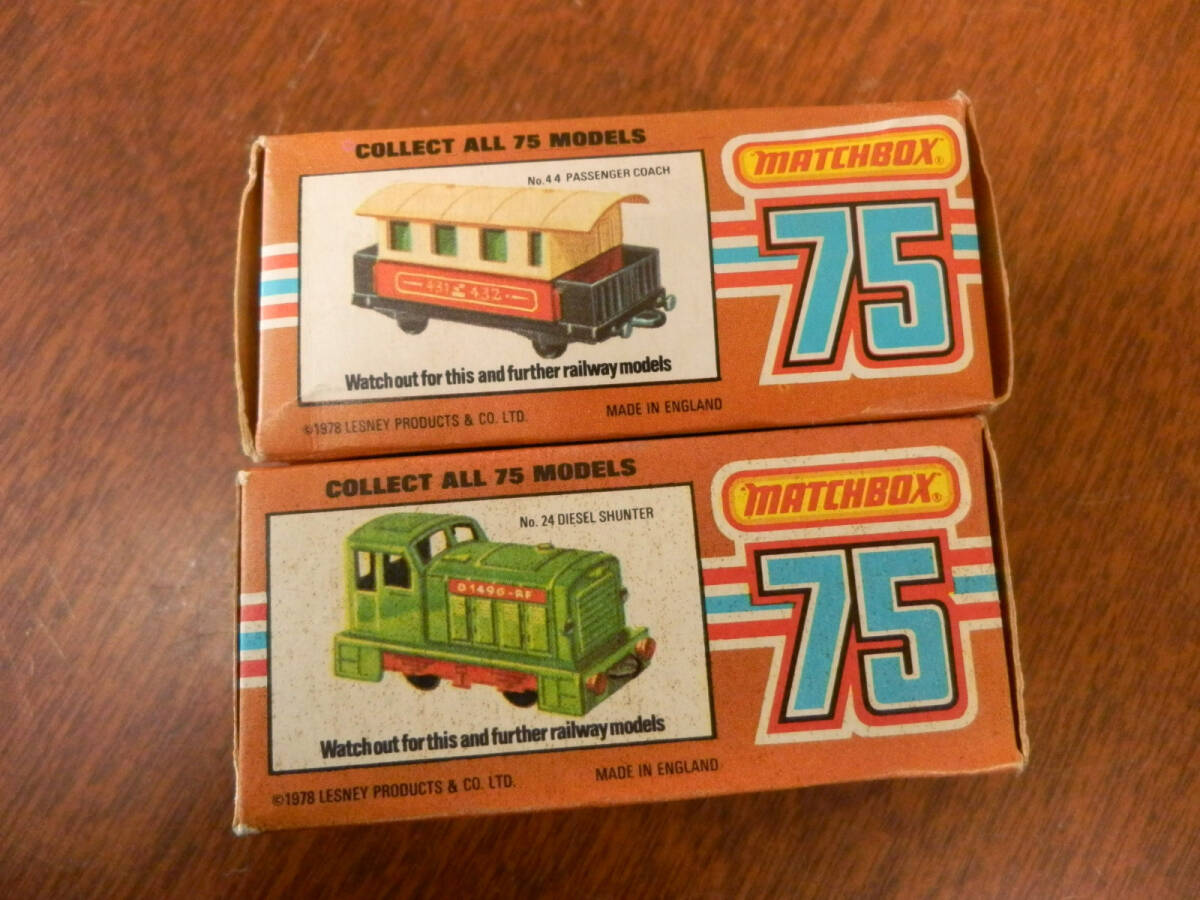 COLLECT ALL 75 MODELS
MATCHBOX®
No. 44 PASSENGER COACH
75
431 432
Watch out for this and further railway models
©1978 LESNEY PRODUCTS & CO. LTD.
MADE IN ENGLAND
COLLECT ALL 75 MODELS
MATCHBOX®
No. 24 DIESEL SHUNTER
75
D1496-RF
Watch out for this and further railway models
©1978 LESNEY PRODUCTS & CO. LTD.
MADE IN ENGLAND